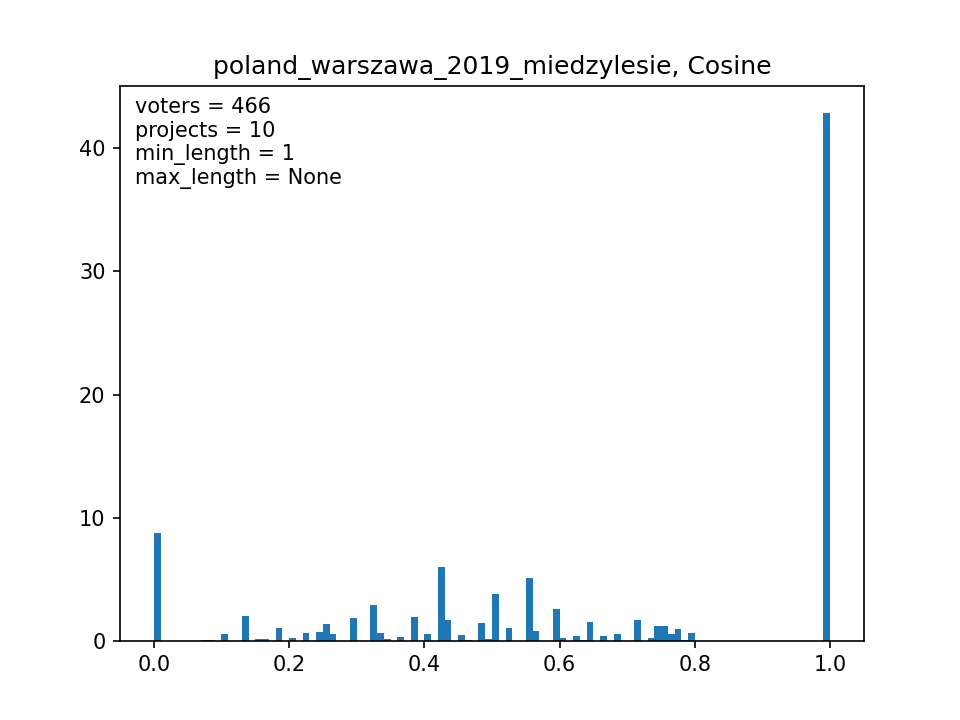 poland_warszawa_2019_miedzylesie, Cosine
voters = 466
projects = 10
min_length = 1
max_length = None
40
30
20
10
0
0.0 0.2 0.4 0.6 0.8 1.0